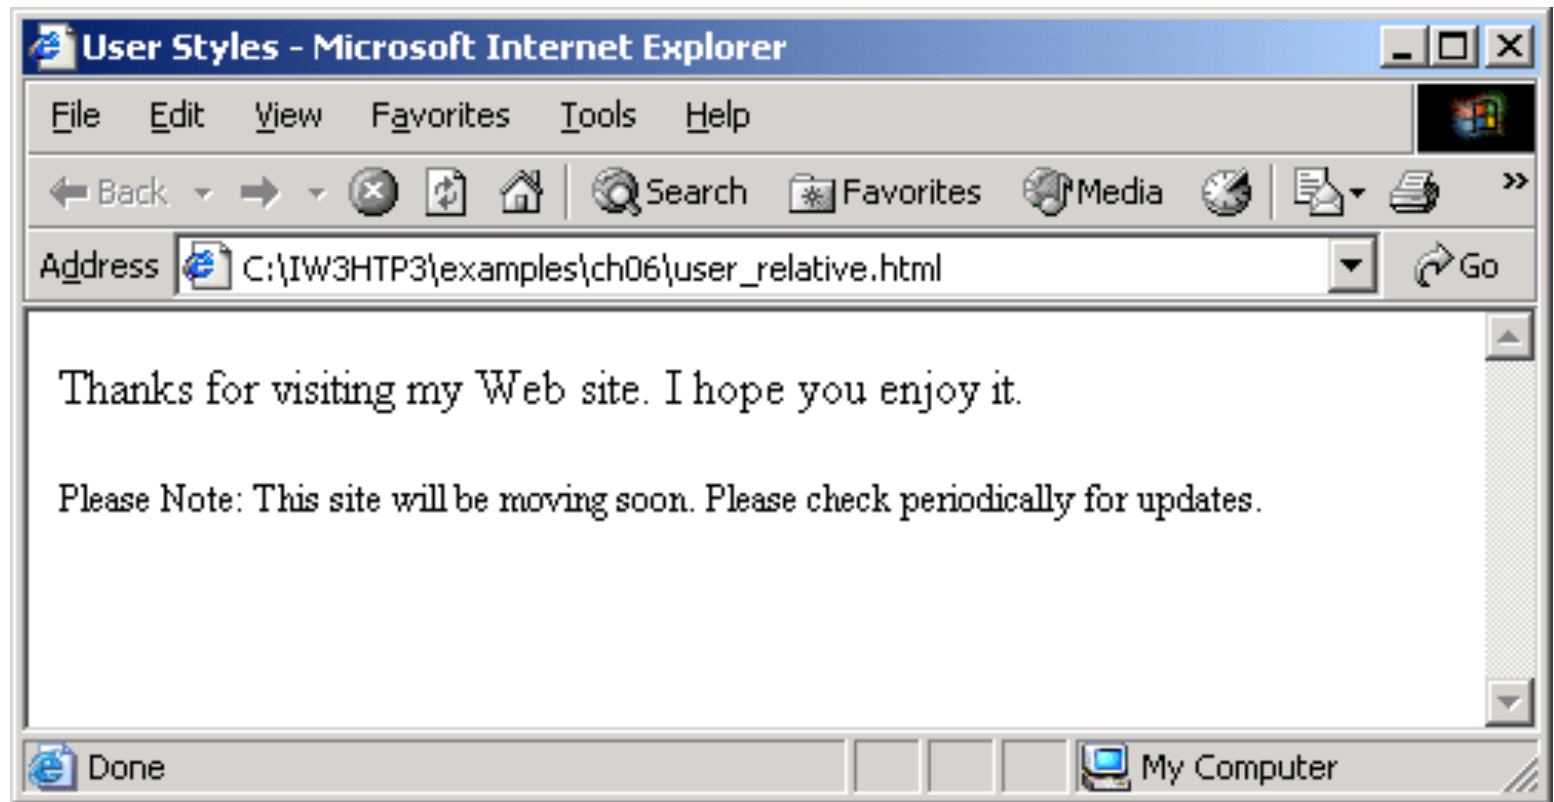 User Styles - Microsoft Internet Explorer
File Edit View Favorites Tools Help
Back Search Favorites Media »
Address C:\IW3HTP3\examples\ch06\user_relative.html Go
Thanks for visiting my Web site. I hope you enjoy it.
Please Note: This site will be moving soon. Please check periodically for updates.
Done My Computer